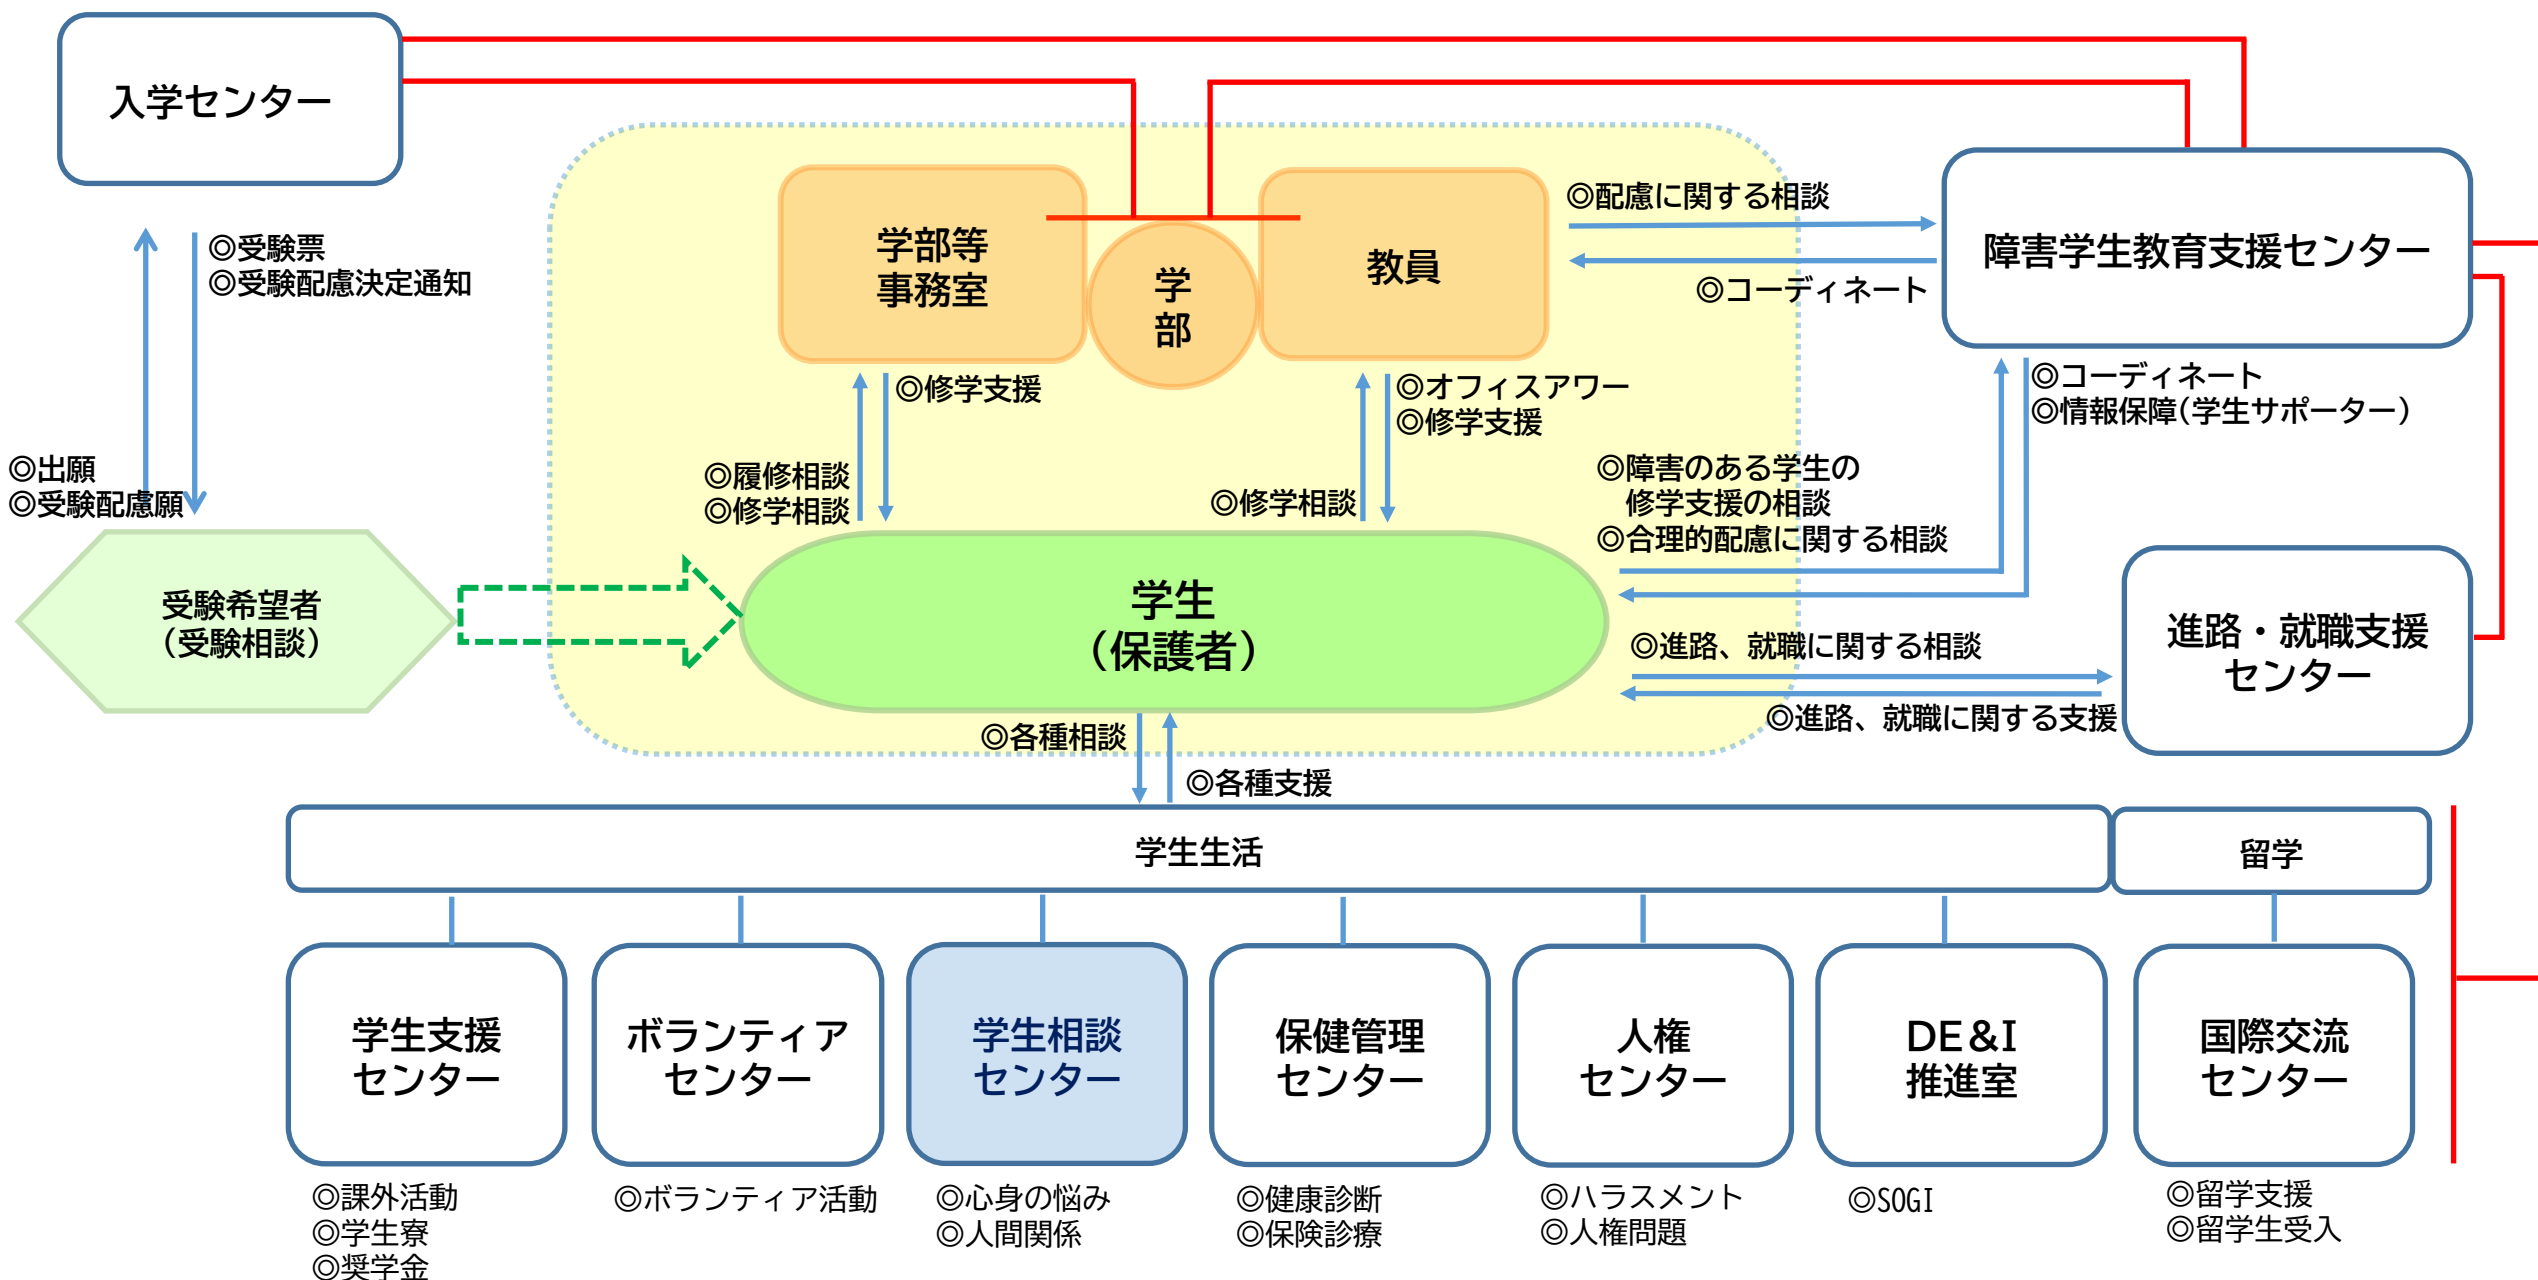 入学センター
◎受験票
◎受験配慮決定通知
◎出願
◎受験配慮願
受験希望者
（受験相談）
学部等
事務室
学
部
教員
◎配慮に関する相談
◎コーディネート
障害学生教育支援センター
◎修学支援
◎履修相談
◎修学相談
◎オフィスアワー
◎修学支援
◎修学相談
◎コーディネート
◎情報保障(学生サポーター)
◎障害のある学生の
修学支援の相談
◎合理的配慮に関する相談
学生
（保護者）
◎進路、就職に関する相談
◎進路、就職に関する支援
進路・就職支援
センター
◎各種相談
◎各種支援
学生生活
留学
学生支援
センター
ボランティア
センター
学生相談
センター
保健管理
センター
人権
センター
DE&I
推進室
国際交流
センター
◎課外活動
◎学生寮
◎奨学金
◎ボランティア活動
◎心身の悩み
◎人間関係
◎健康診断
◎保険診療
◎ハラスメント
◎人権問題
◎SOGI
◎留学支援
◎留学生受入